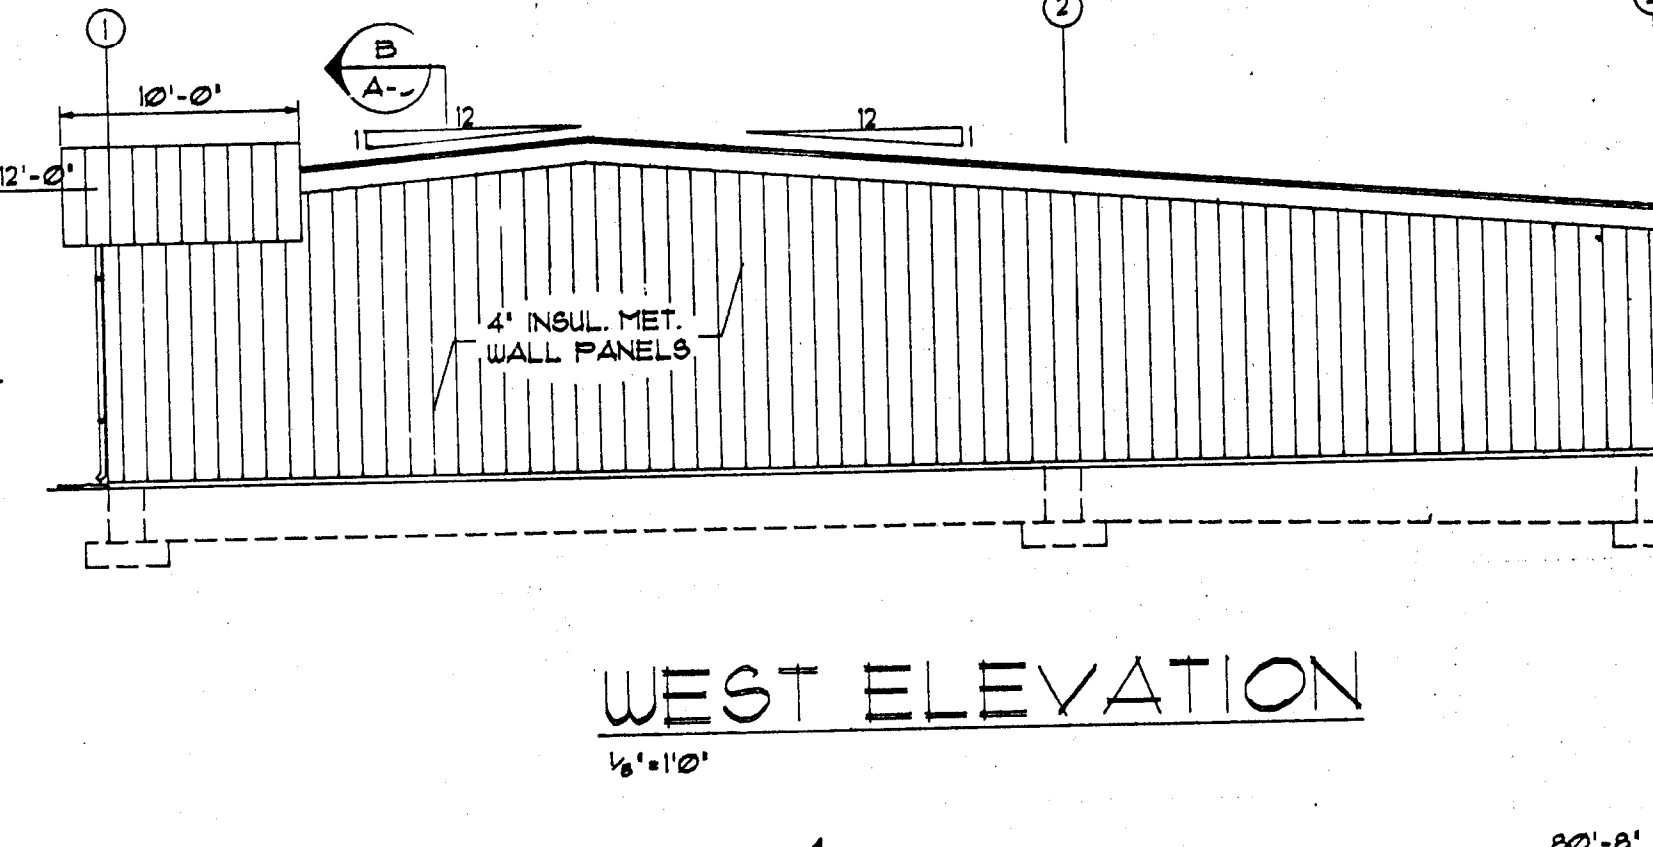 1
2
B
A-
10'-0"
12
1
12
1
12'-0"
4" INSUL. MET.
WALL PANELS
WEST ELEVATION
1/8"=1'0"
80'-8"